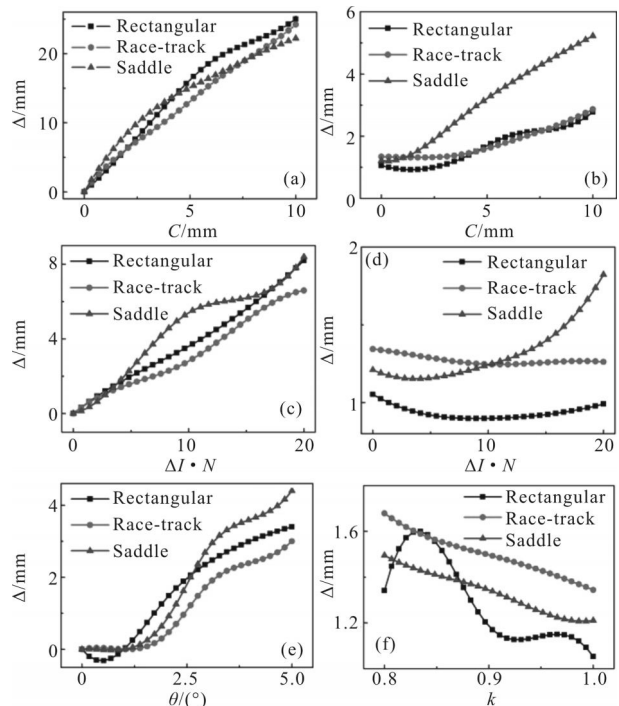 Δ/mm
20
10
0
Rectangular
Race-track
Saddle
(a)
0 5 10
C/mm
Δ/mm
6
4
2
0
Rectangular
Race-track
Saddle
(b)
0 5 10
C/mm
Δ/mm
8
4
0
Rectangular
Race-track
Saddle
(c)
0 10 20
ΔI • N
Δ/mm
2
1
(d)
Rectangular
Race-track
Saddle
0 10 20
ΔI • N
Δ/mm
4
2
0
Rectangular
Race-track
Saddle
(e)
0 2.5 5.0
θ/(°)
Δ/mm
1.6
1.2
Rectangular
Race-track
Saddle
(f)
0.8 0.9 1.0
k